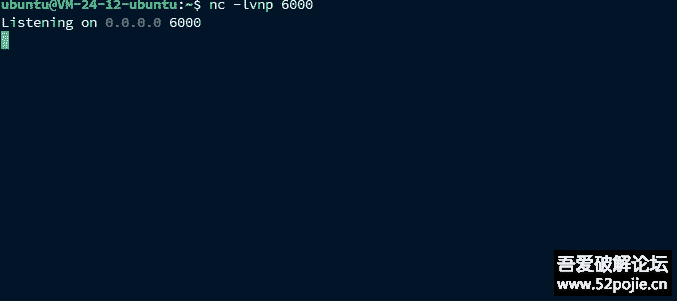 ubuntu@VM-24-12-ubuntu:~$ nc -lvnp 6000
Listening on 0.0.0.0 6000
吾爱破解论坛
www.52pojie.cn